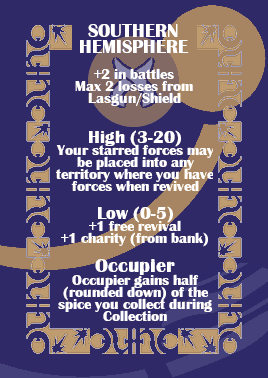 SOUTHERN
HEMISPHERE
+2 in battles
Max 2 losses from
Lasgun/Shield
High (3-20)
Your starred forces may
be placed into any
territory where you have
forces when revived
Low (0-5)
+1 free revival
+1 charity (from bank)
Occupier
Occupier gains half
(rounded down) of the
spice you collect during
Collection